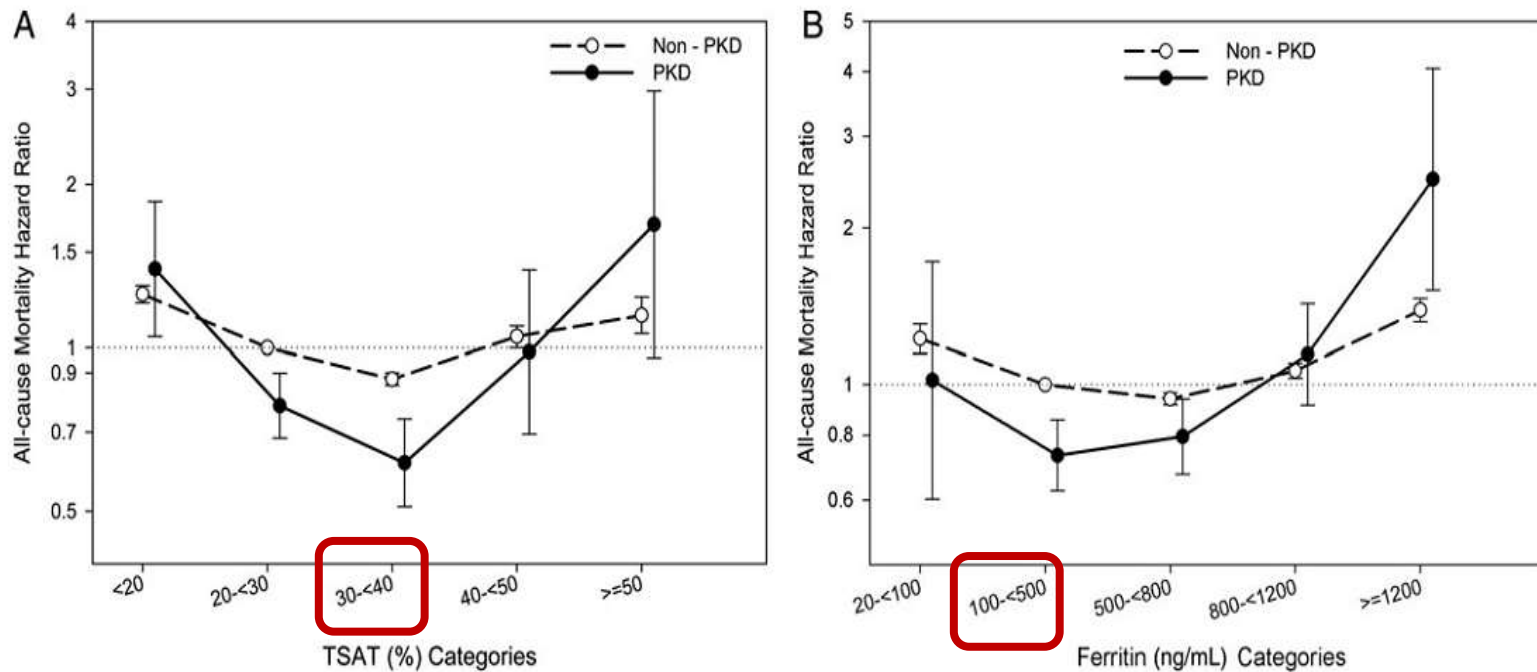 A
All-cause Mortality Hazard Ratio
4
3
2
1.5
1
0.9
0.7
0.5
Non - PKD
PKD
<20
20-<30
30-<40
40-<50
>=50
TSAT (%) Categories
B
All-cause Mortality Hazard Ratio
5
4
3
2
1
0.8
0.6
Non - PKD
PKD
20-<100
100-<500
500-<800
800-<1200
>=1200
Ferritin (ng/mL) Categories